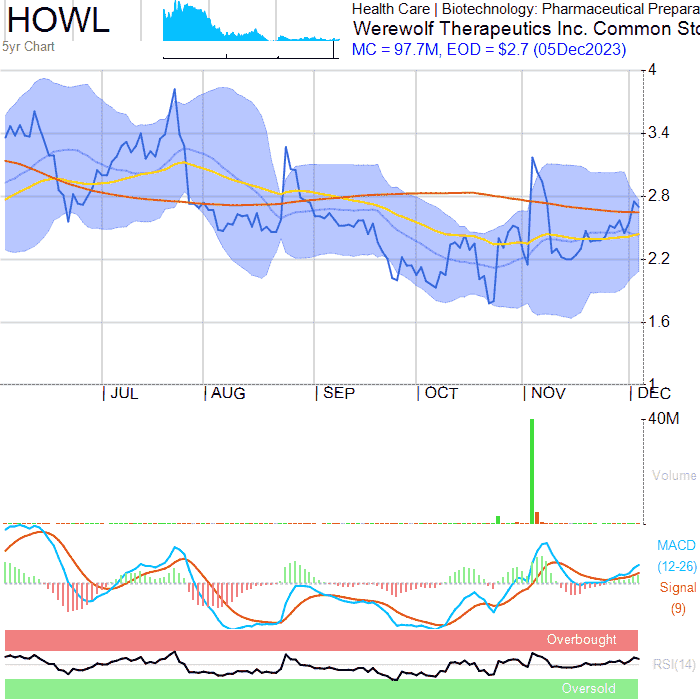 HOWL
5yr Chart
Health Care | Biotechnology: Pharmaceutical Prepara
Werewolf Therapeutics Inc. Common Sto
MC = 97.7M, EOD = $2.7 (05Dec2023)
4
3.4
2.8
2.2
1.6
1
JUL AUG SEP OCT NOV DEC
40M
Volume
MACD
(12-26)
Signal
(9)
Overbought
RSI(14)
Oversold